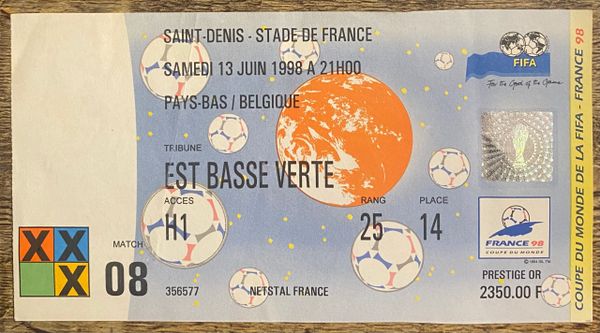 SAINT-DENIS - STADE DE FRANCE
SAMEDI 13 JUIN 1998 A 21H00
PAYS-BAS / BELGIQUE
TRIBUNE
EST BASSE VERTE
ACCES RANG PLACE
H1 25 14
X X
X
MATCH
08
356577 NETSTAL FRANCE
FIFA
For the Good of the Game
FRANCE 98
COUPE DU MONDE
PRESTIGE OR
2350.00 F
COUPE DU MONDE DE LA FIFA - FRANCE 98